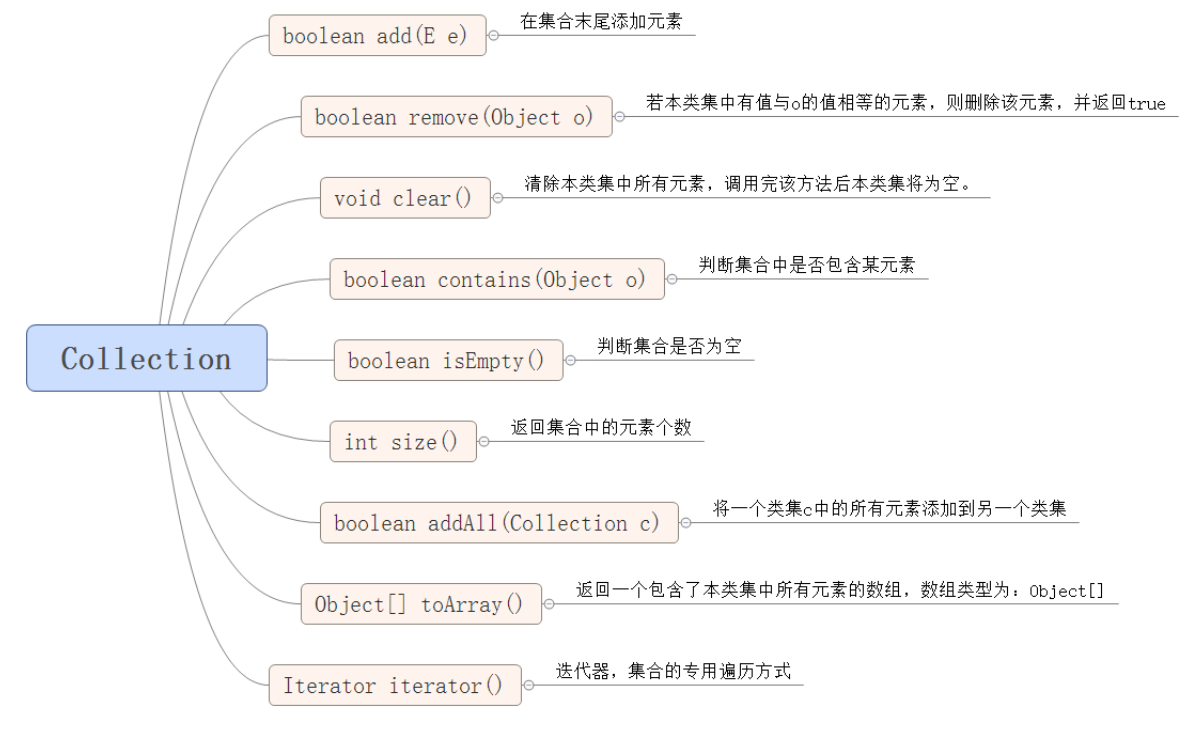 boolean add(E e)
在集合末尾添加元素
boolean remove(Object o)
若本类集中有值与o的值相等的元素，则删除该元素，并返回true
void clear()
清除本类集中所有元素，调用完该方法后本类集将为空。
boolean contains(Object o)
判断集合中是否包含某元素
Collection
boolean isEmpty()
判断集合是否为空
int size()
返回集合中的元素个数
boolean addAll(Collection c)
将一个类集c中的所有元素添加到另一个类集
Object[] toArray()
返回一个包含了本类集中所有元素的数组，数组类型为：Object[]
Iterator iterator()
迭代器，集合的专用遍历方式